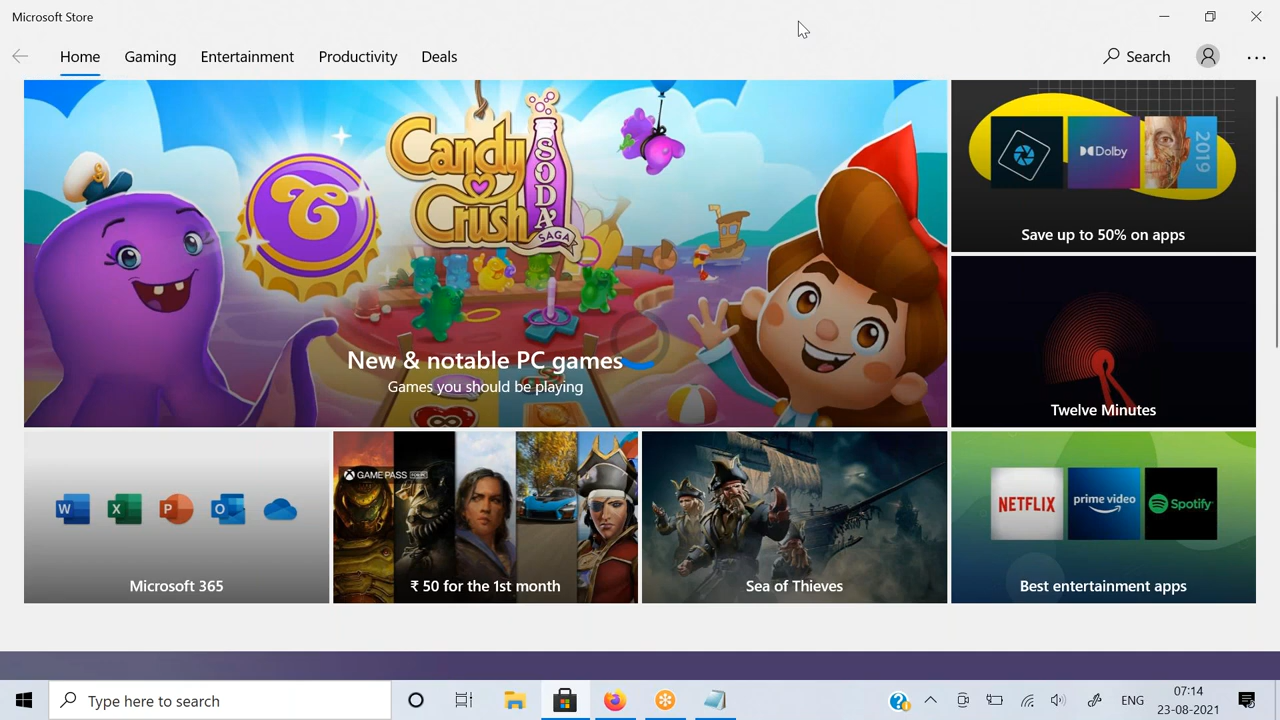 Microsoft Store
Home Gaming Entertainment Productivity Deals Search
Candy
Crush
SODA
SAGA
New & notable PC games
Games you should be playing
Dolby
2019
Save up to 50% on apps
Twelve Minutes
W X P O
Microsoft 365
XBOX GAME PASS FOR PC
₹ 50 for the 1st month
Sea of Thieves
NETFLIX
prime video
Spotify
Best entertainment apps
Type here to search
ENG
07:14
23-08-2021